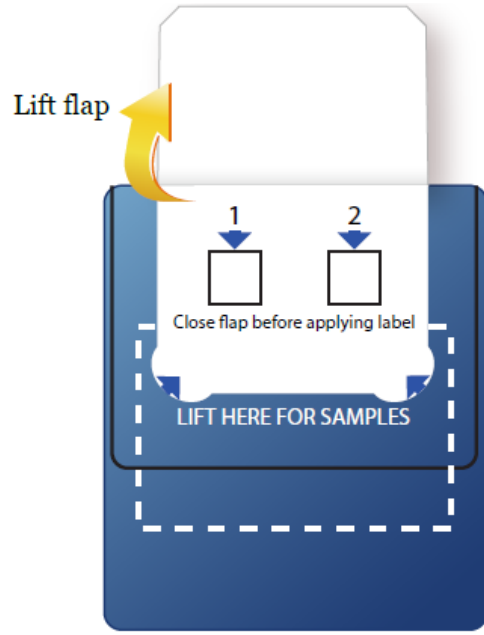 Lift flap
1 2
Close flap before applying label
LIFT HERE FOR SAMPLES